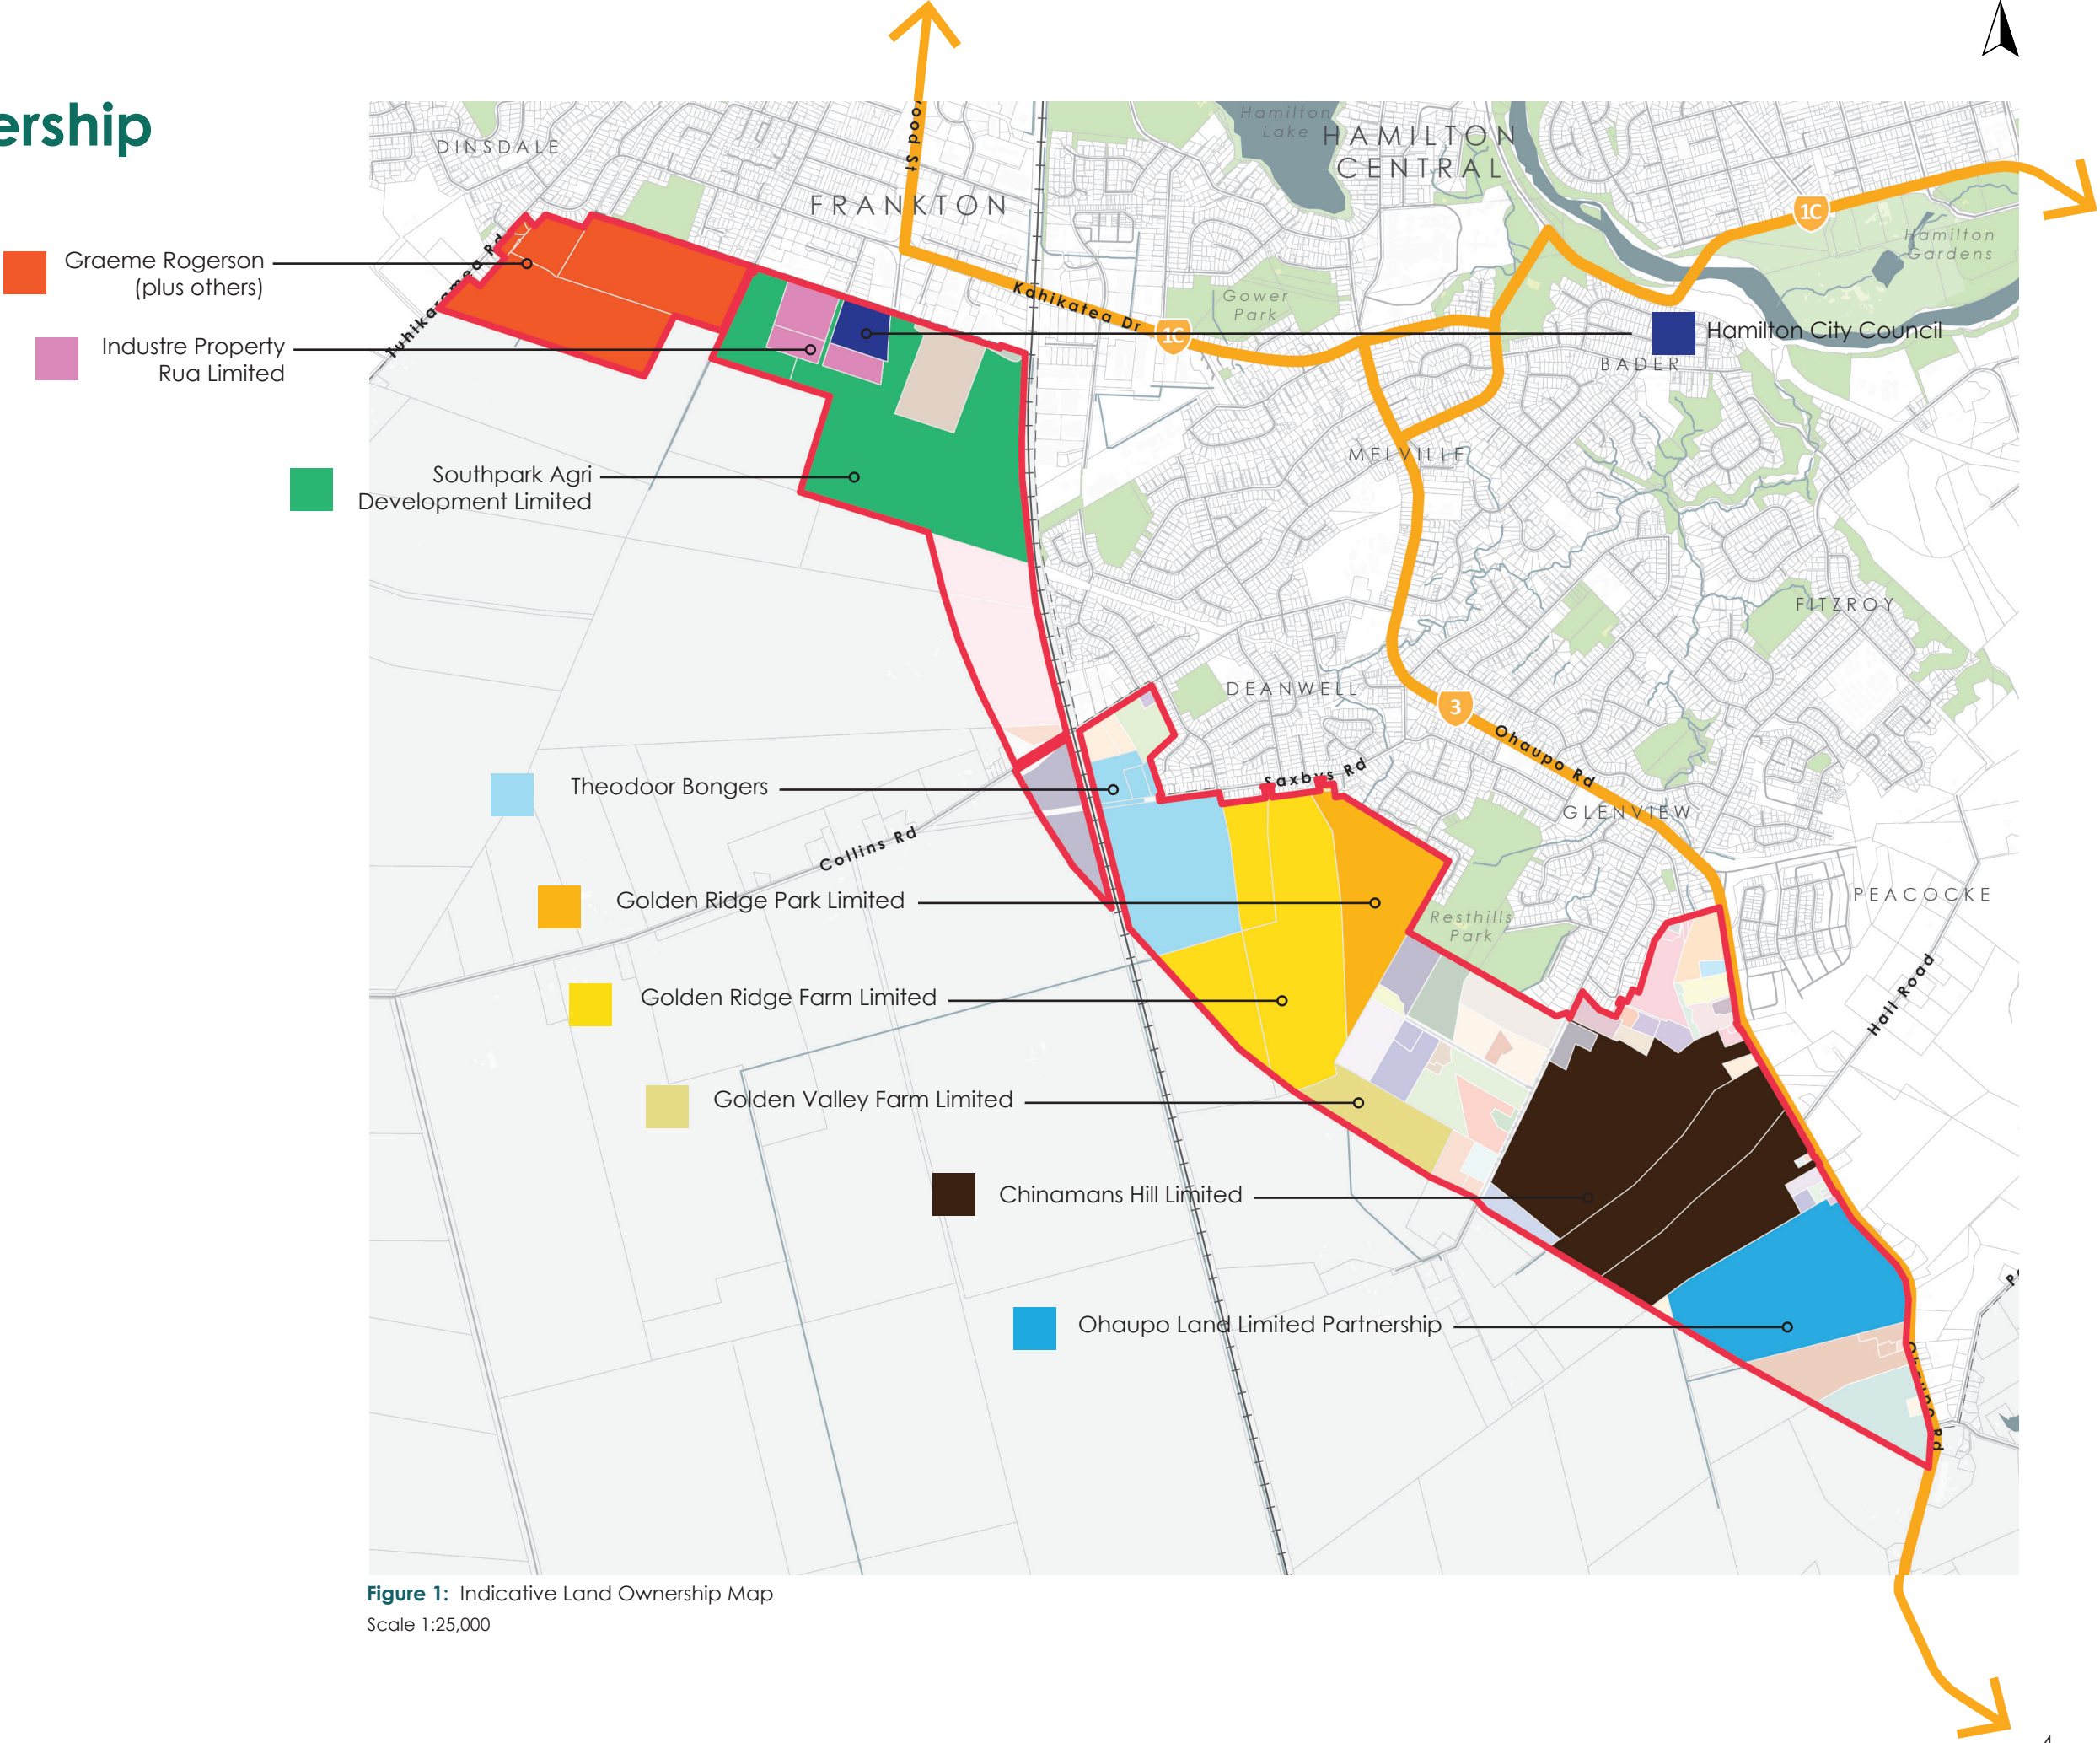 ership
DINSDALE
FRANKTON
Hamilton
Lake
HAMILTON
CENTRAL
1C
Hamilton
Gardens
Tuhikaramea Rd
Graeme Rogerson
(plus others)
Kahikatea Dr
1C
Gower
Park
Hamilton City Council
BADER
Industre Property
Rua Limited
MELVILLE
Southpark Agri
Development Limited
FITZROY
DEANWELL
3
Ohaupo Rd
Saxbys Rd
GLENVIEW
Theodoor Bongers
Collins Rd
Golden Ridge Park Limited
Resthills
Park
PEACOCKE
Hall Road
Golden Ridge Farm Limited
Golden Valley Farm Limited
Chinamans Hill Limited
Ohaupo Land Limited Partnership
Ohaupo Rd
Figure 1: Indicative Land Ownership Map
Scale 1:25,000